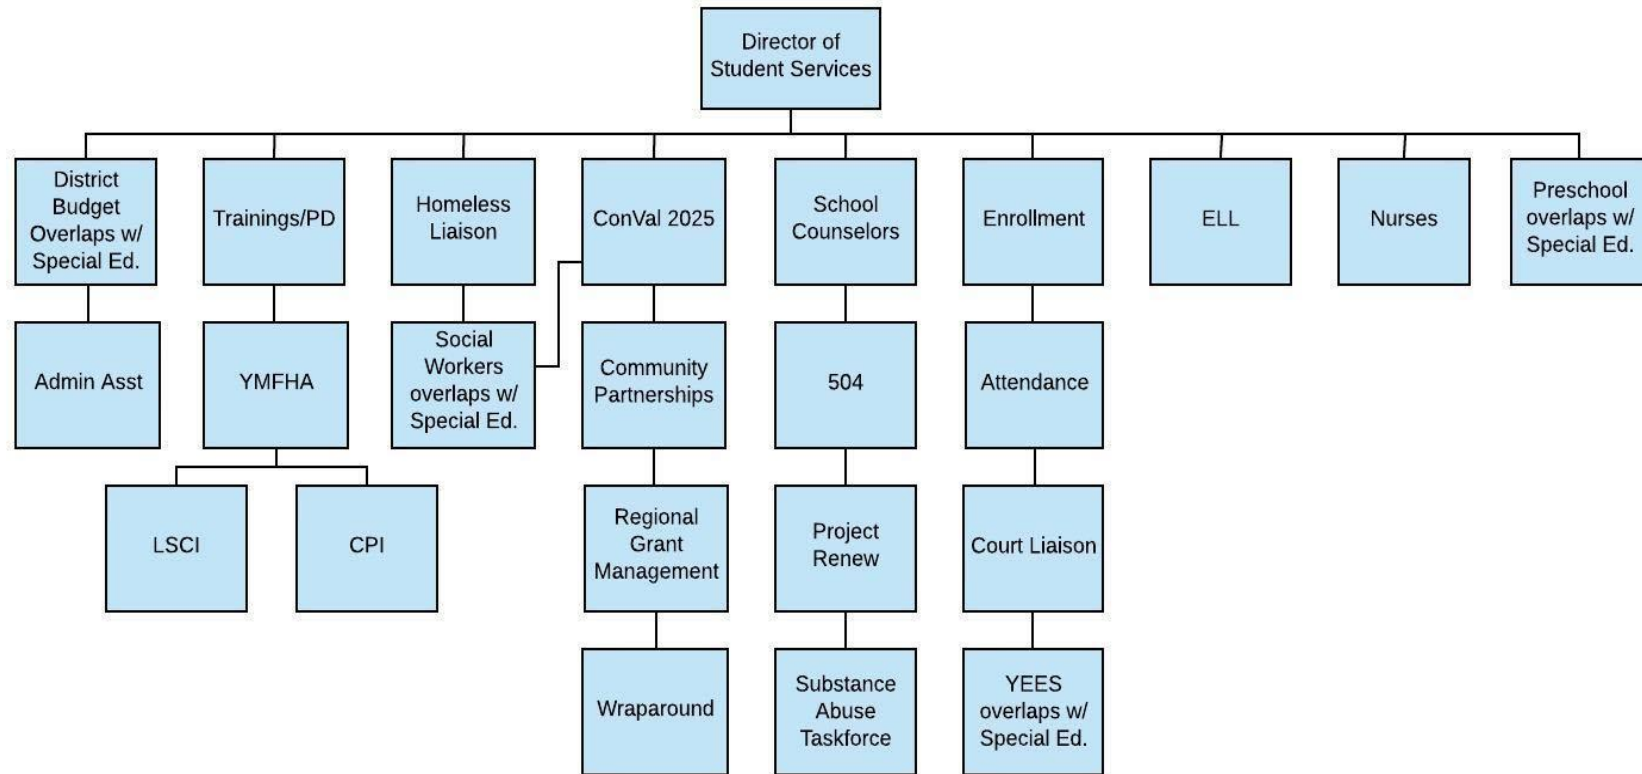 Director of
Student Services
District
Budget
Overlaps w/
Special Ed.
Trainings/PD
Homeless
Liaison
ConVal 2025
School
Counselors
Enrollment
ELL
Nurses
Preschool
overlaps w/
Special Ed.
Admin Asst
YMFHA
Social
Workers
overlaps w/
Special Ed.
Community
Partnerships
504
Attendance
LSCI
CPI
Regional
Grant
Management
Project
Renew
Court Liaison
Wraparound
Substance
Abuse
Taskforce
YEES
overlaps w/
Special Ed.